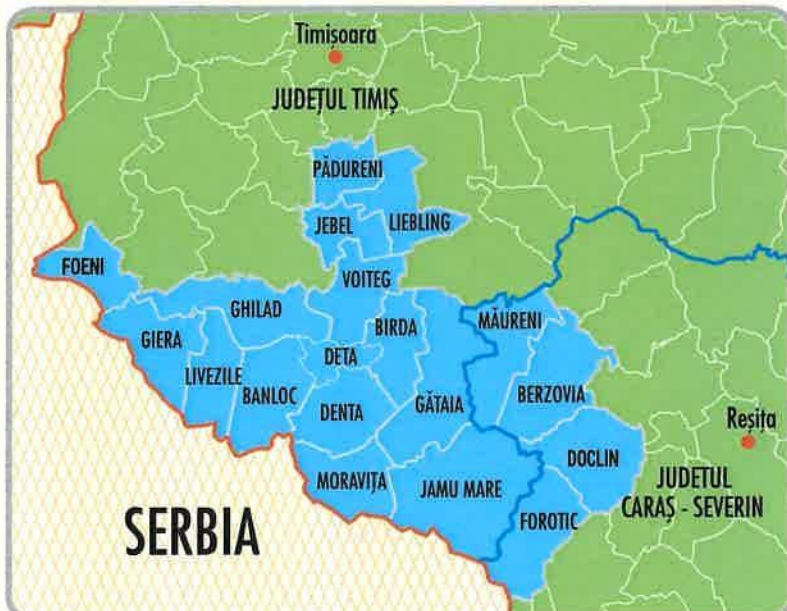 Timișoara
JUDEȚUL TIMIȘ
PĂDURENI
JEBEL
LIEBLING
FOENI
VOITEG
GHILAD
GIERA
BIRDA
MĂURENI
DETA
LIVEZILE
BANLOC
BERZOVIA
DENTA
GĂTAIA
Reșița
DOCLIN
MORAVIȚA
JAMU MARE
JUDETUL
CARAȘ - SEVERIN
SERBIA
FOROTIC